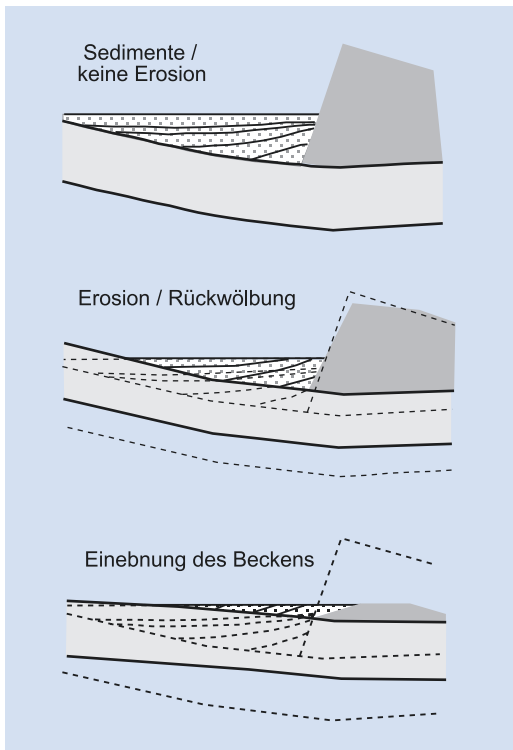 Sedimente /
keine Erosion
Erosion / Rückwölbung
Einebnung des Beckens